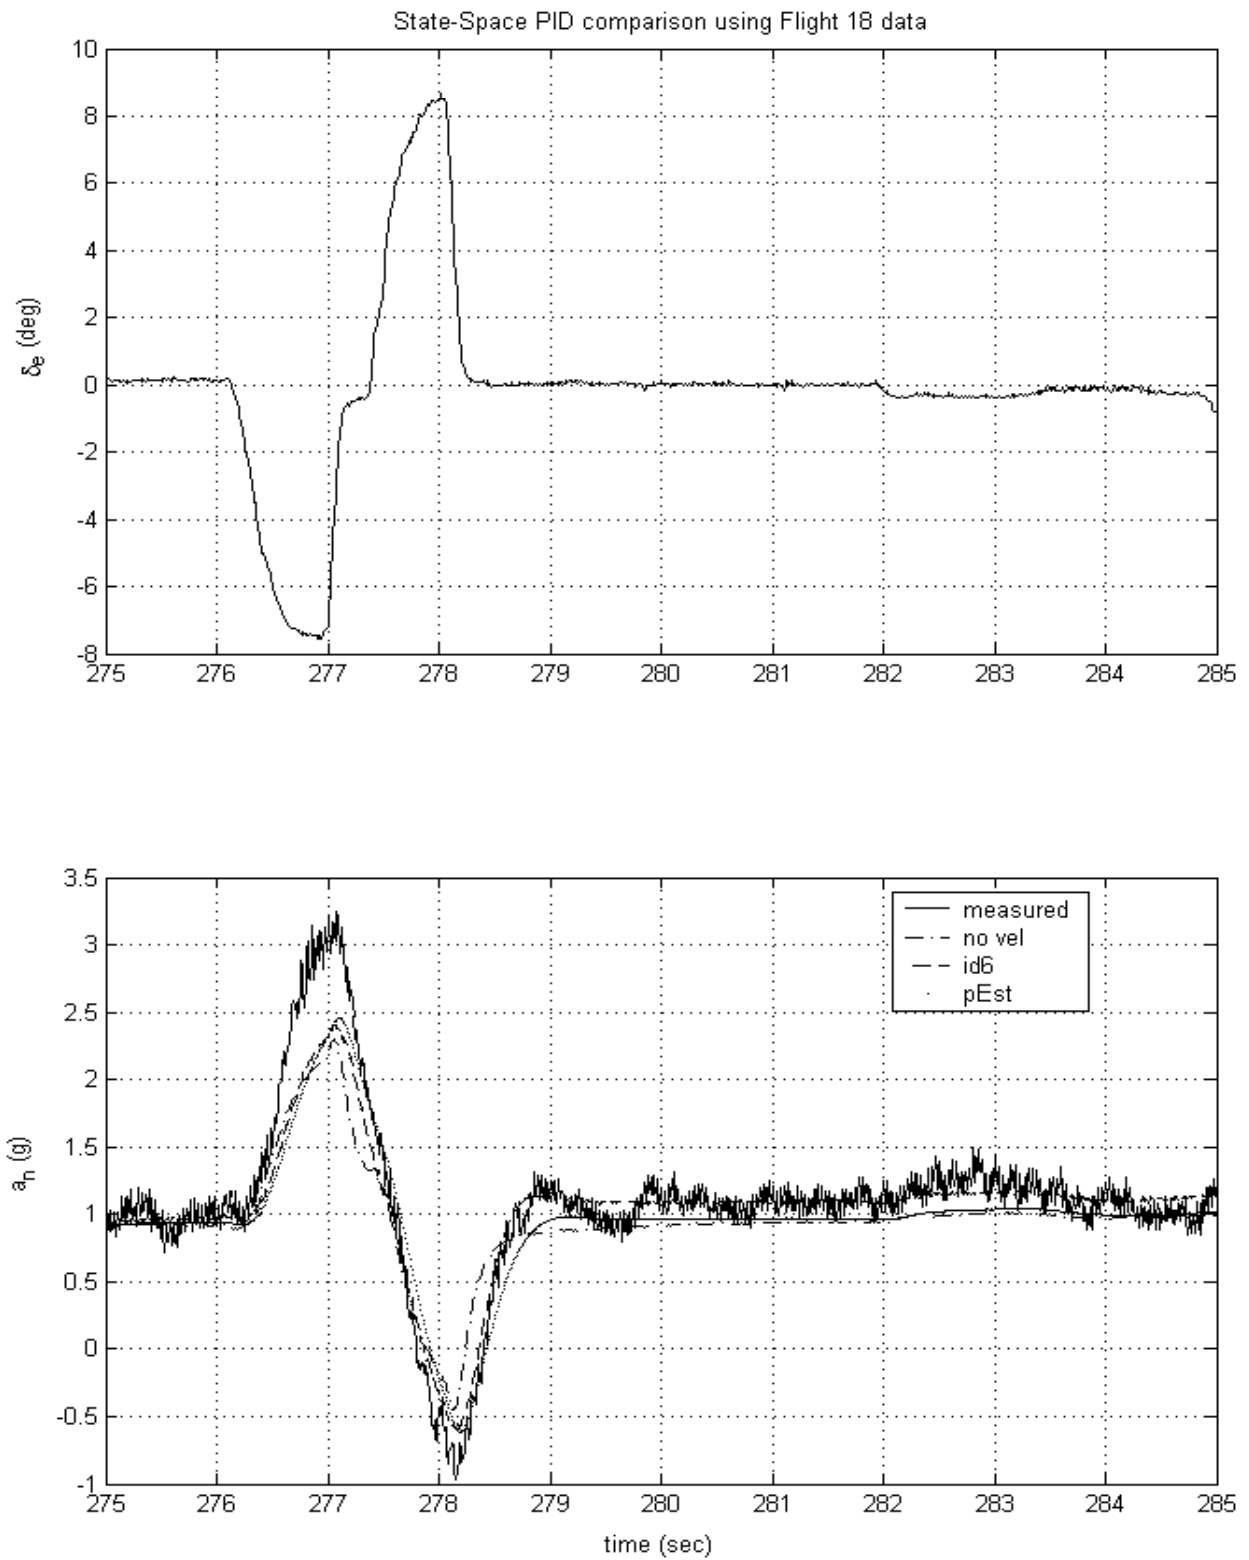 State-Space PID comparison using Flight 18 data
10
8
6
4
2
0
-2
-4
-6
-8
δe (deg)
275 276 277 278 279 280 281 282 283 284 285
3.5
3
2.5
2
1.5
1
0.5
0
-0.5
-1
an (g)
measured
no vel
id6
pEst
275 276 277 278 279 280 281 282 283 284 285
time (sec)